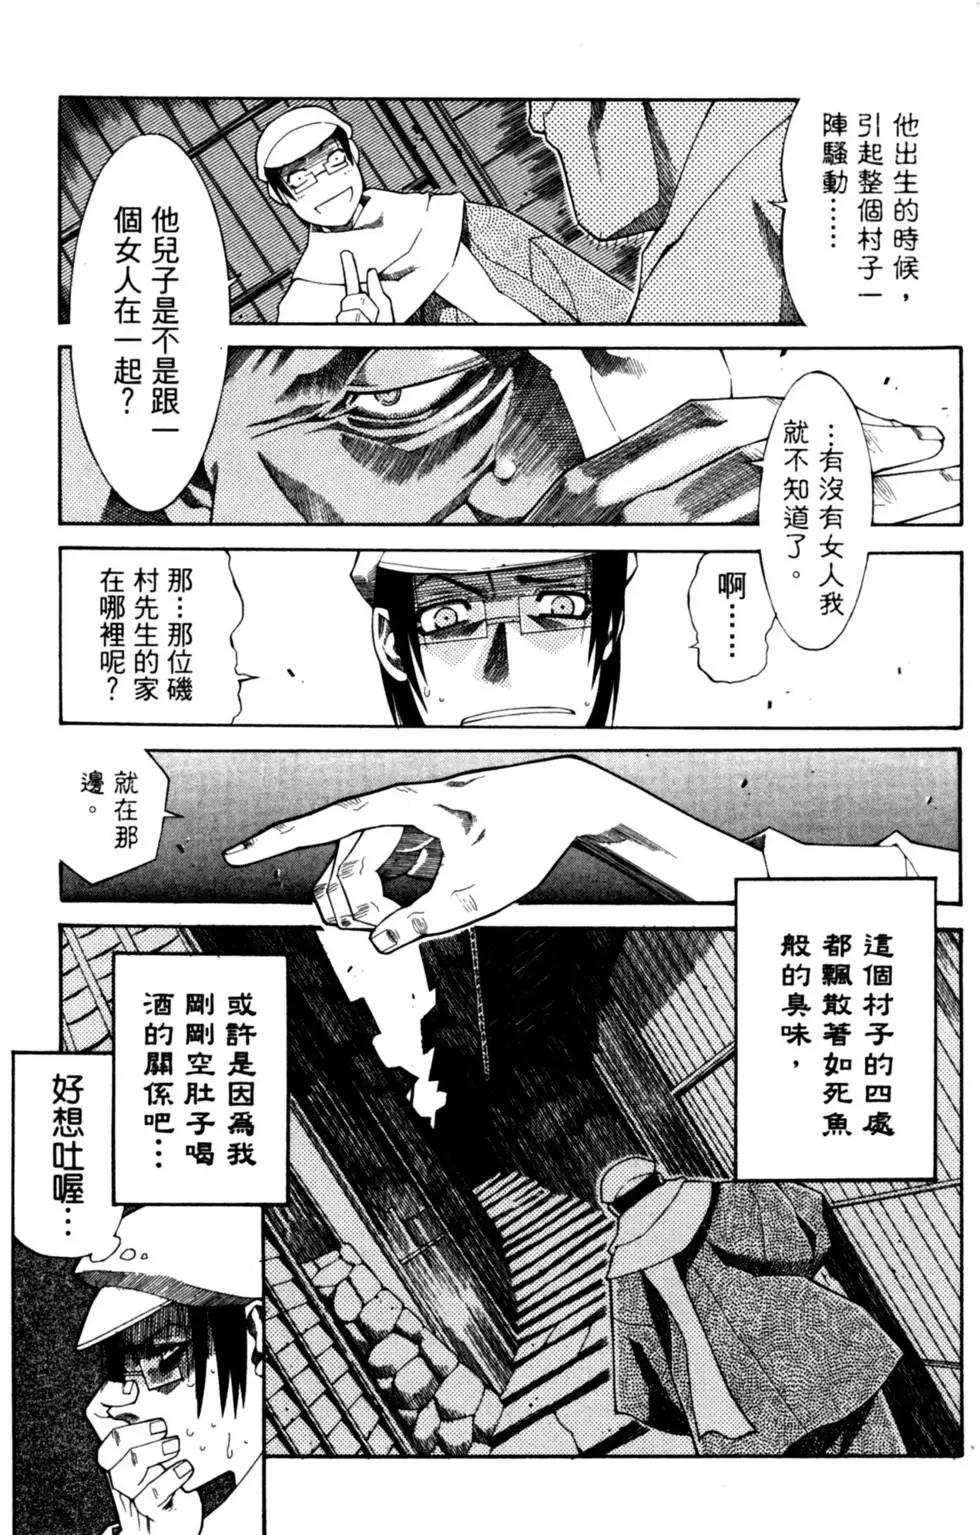 他出生的時候，
引起整個村子一
陣騷動……
他兒子是不是跟一
個女人在一起？
…有沒有女人我
就不知道了。
啊……
那…那位磯
村先生的家
在哪裡呢？
就在那
邊。
這個村子的四處
都飄散著如死魚
般的臭味，
或許是因為我
剛剛空肚子喝
酒的關係吧…
好想吐喔…